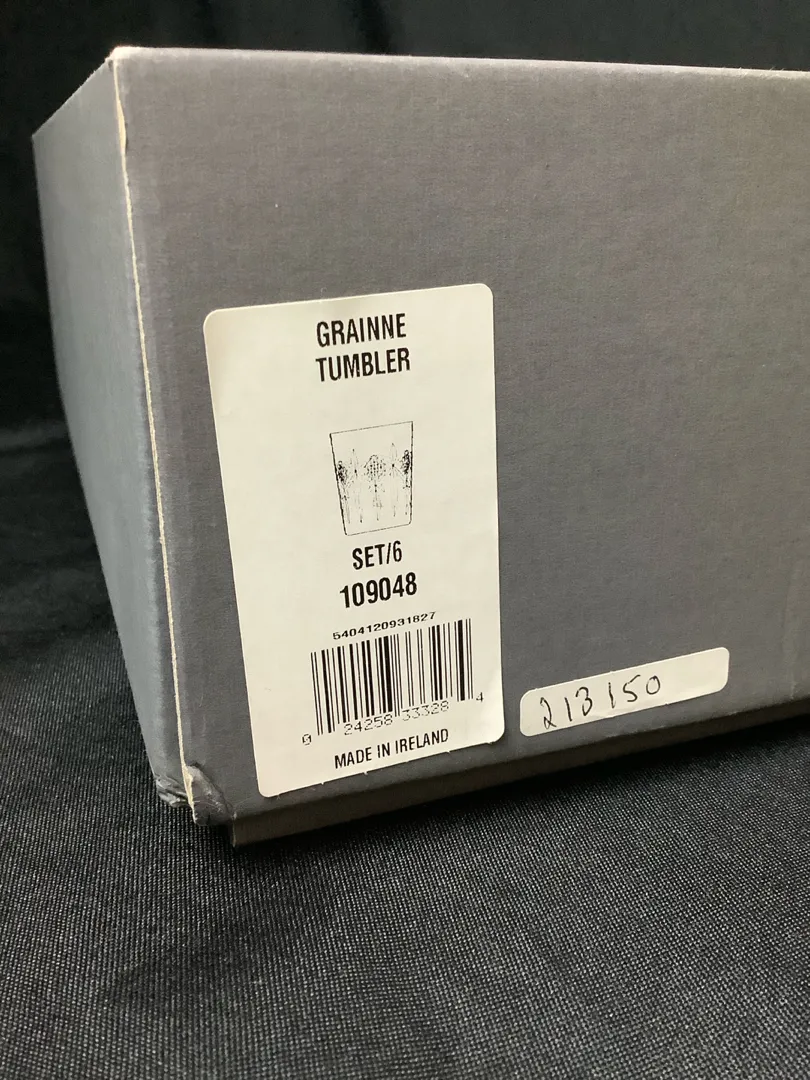 GRAINNE
TUMBLER
SET/6
109048
5404120931827
0 24258 33328 4
MADE IN IRELAND
213150